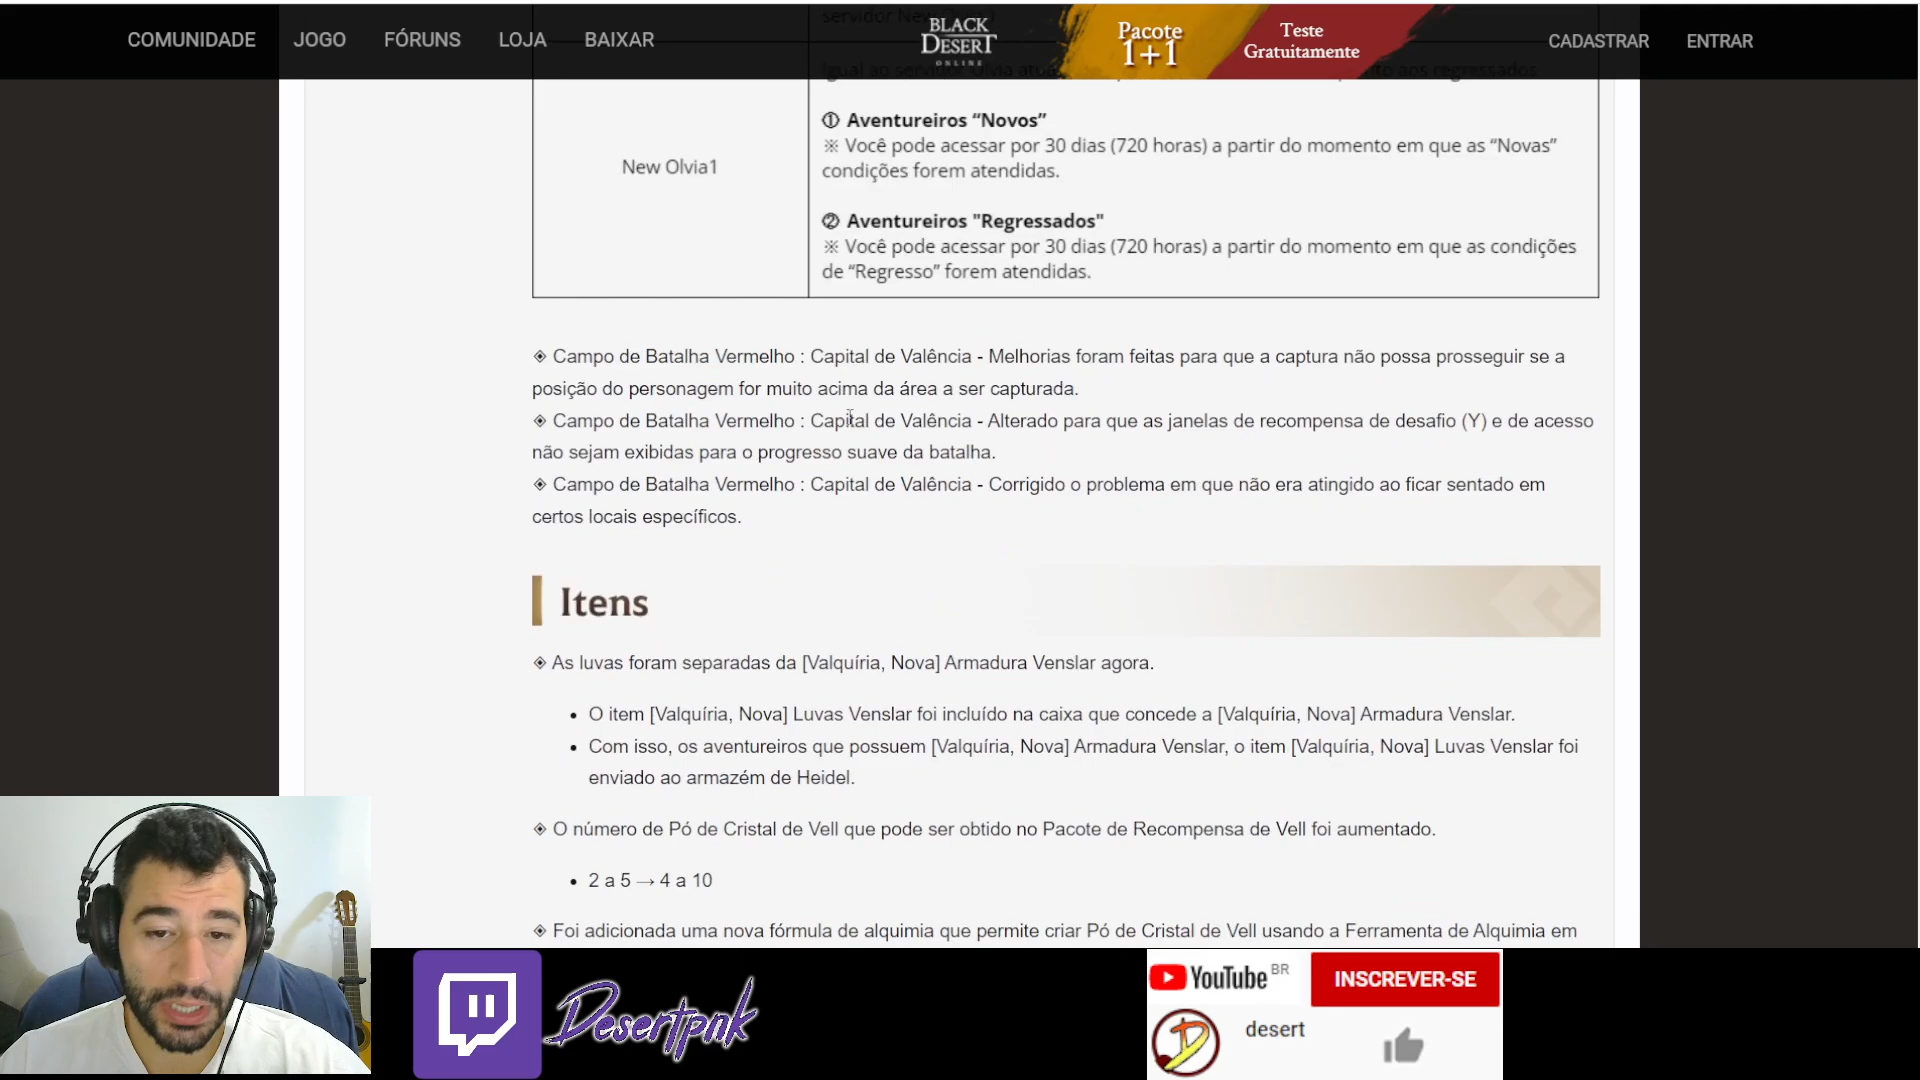 COMUNIDADE JOGO FÓRUNS LOJA BAIXAR
BLACK
DESERT
ONLINE
Pacote
1+1
Teste
Gratuitamente
CADASTRAR ENTRAR
New Olvia1
① Aventureiros “Novos”
※ Você pode acessar por 30 dias (720 horas) a partir do momento em que as “Novas”
condições forem atendidas.
② Aventureiros "Regressados"
※ Você pode acessar por 30 dias (720 horas) a partir do momento em que as condições
de “Regresso” forem atendidas.
◈ Campo de Batalha Vermelho : Capital de Valência - Melhorias foram feitas para que a captura não possa prosseguir se a
posição do personagem for muito acima da área a ser capturada.
◈ Campo de Batalha Vermelho : Capital de Valência - Alterado para que as janelas de recompensa de desafio (Y) e de acesso
não sejam exibidas para o progresso suave da batalha.
◈ Campo de Batalha Vermelho : Capital de Valência - Corrigido o problema em que não era atingido ao ficar sentado em
certos locais específicos.
Itens
◈ As luvas foram separadas da [Valquíria, Nova] Armadura Venslar agora.
• O item [Valquíria, Nova] Luvas Venslar foi incluído na caixa que concede a [Valquíria, Nova] Armadura Venslar.
• Com isso, os aventureiros que possuem [Valquíria, Nova] Armadura Venslar, o item [Valquíria, Nova] Luvas Venslar foi
enviado ao armazém de Heidel.
◈ O número de Pó de Cristal de Vell que pode ser obtido no Pacote de Recompensa de Vell foi aumentado.
• 2 a 5 → 4 a 10
◈ Foi adicionada uma nova fórmula de alquimia que permite criar Pó de Cristal de Vell usando a Ferramenta de Alquimia em
Desertpnk
YouTube BR
INSCREVER-SE
desert